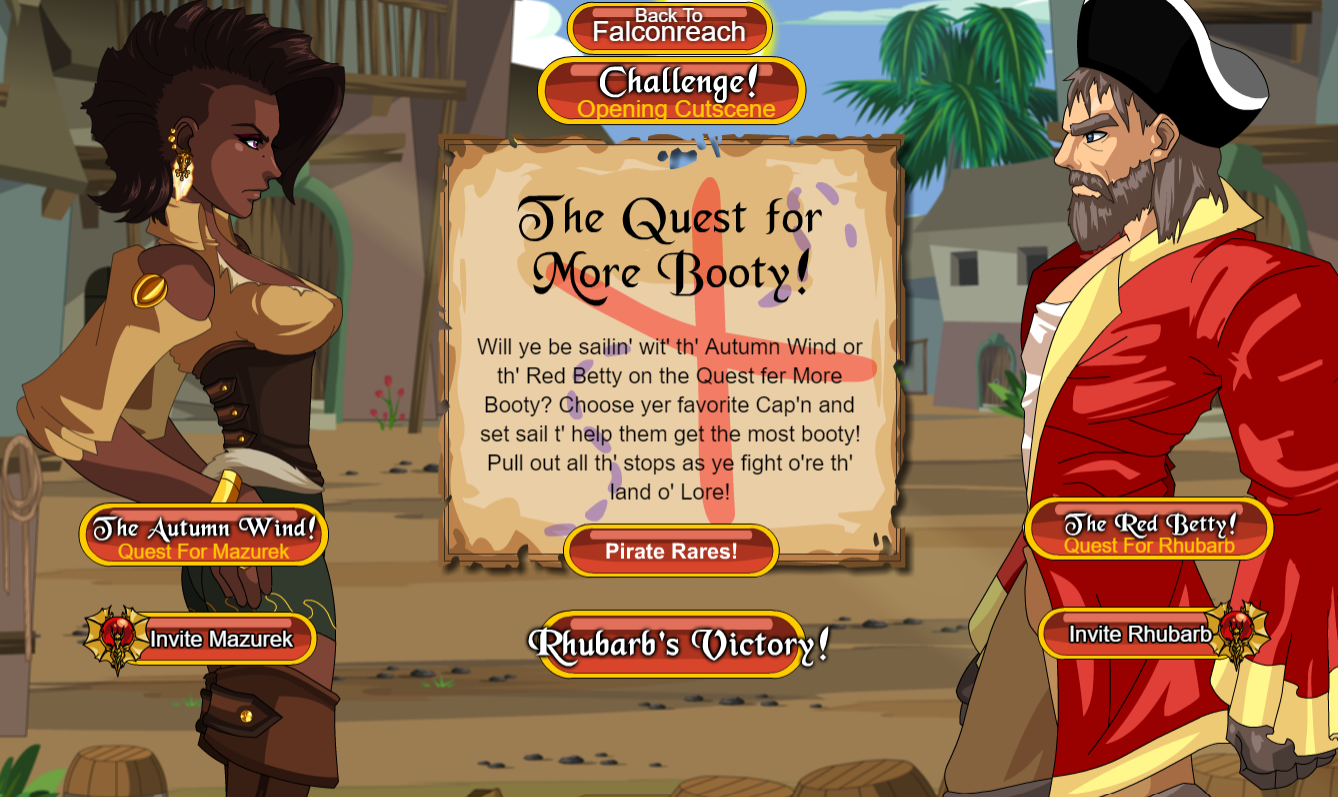 Back To
Falconreach
Challenge!
Opening Cutscene
The Quest for
More Booty!
Will ye be sailin' wit' th' Autumn Wind or
th' Red Betty on the Quest fer More
Booty? Choose yer favorite Cap'n and
set sail t' help them get the most booty!
Pull out all th' stops as ye fight o're th'
land o' Lore!
The Autumn Wind!
Quest For Mazurek
The Red Betty!
Quest For Rhubarb
Pirate Rares!
Invite Mazurek
Rhubarb's Victory!
Invite Rhubarb